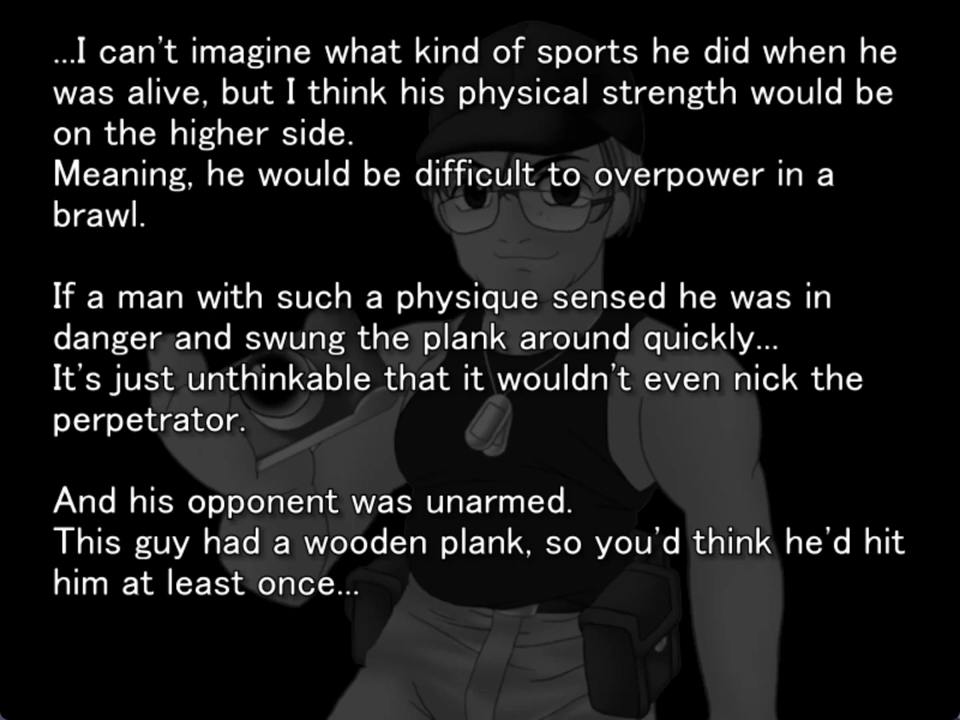 ...I can't imagine what kind of sports he did when he
was alive, but I think his physical strength would be
on the higher side.
Meaning, he would be difficult to overpower in a
brawl.
If a man with such a physique sensed he was in
danger and swung the plank around quickly...
It's just unthinkable that it wouldn't even nick the
perpetrator.
And his opponent was unarmed.
This guy had a wooden plank, so you'd think he'd hit
him at least once...